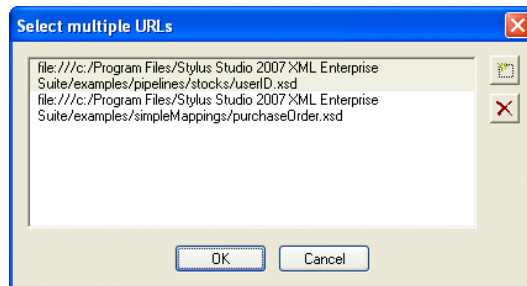 Select multiple URLs
file:///c:/Program Files/Stylus Studio 2007 XML Enterprise
Suite/examples/pipelines/stocks/userID.xsd
file:///c:/Program Files/Stylus Studio 2007 XML Enterprise
Suite/examples/simpleMappings/purchaseOrder.xsd
OK Cancel